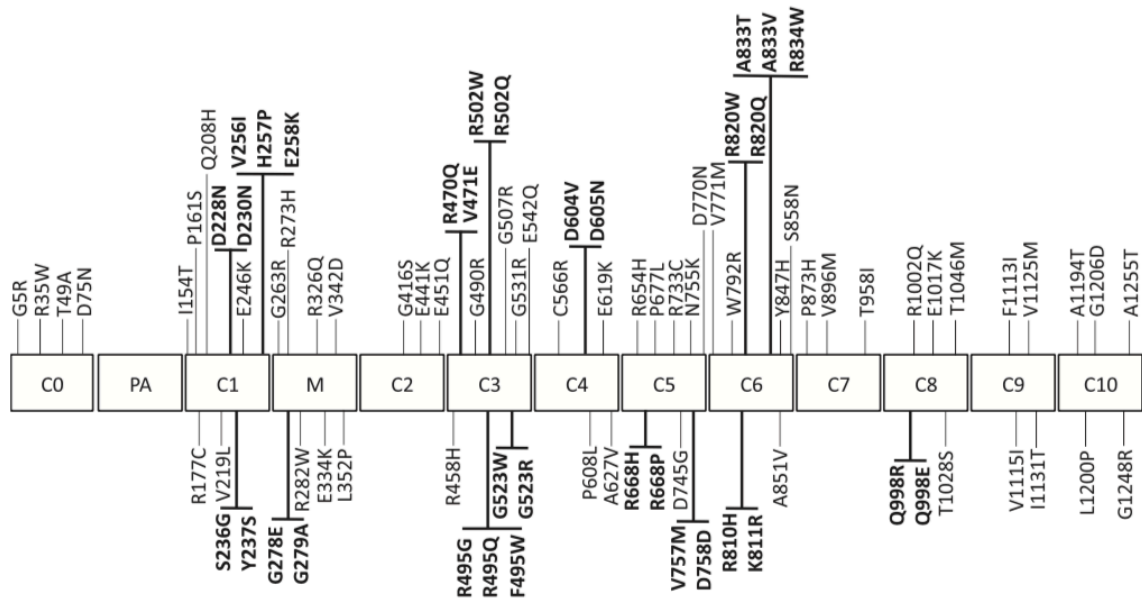 G5R
R35W
T49A
D75N
I154T
P161S
Q208H
D228N
D230N
E246K
V256I
H257P
E258K
G263R
R273H
R326Q
V342D
G416S
E441K
E451Q
R470Q
V471E
G490R
R502W
R502Q
G507R
G531R
E542Q
C566R
D604V
D605N
E619K
R654H
P677L
R733C
N755K
D770N
V771M
W792R
R820W
R820Q
A833T
A833V
R834W
Y847H
S858N
P873H
V896M
T958I
R1002Q
E1017K
T1046M
F1113I
V1125M
A1194T
G1206D
A1255T
C0
PA
C1
M
C2
C3
C4
C5
C6
C7
C8
C9
C10
R177C
V219L
S236G
Y237S
G278E
G279A
R282W
E334K
L352P
R458H
R495G
R495Q
F495W
G523W
G523R
P608L
A627V
R668H
R668P
D745G
V757M
D758D
R810H
K811R
A851V
Q998R
Q998E
T1028S
V1115I
I1131T
L1200P
G1248R